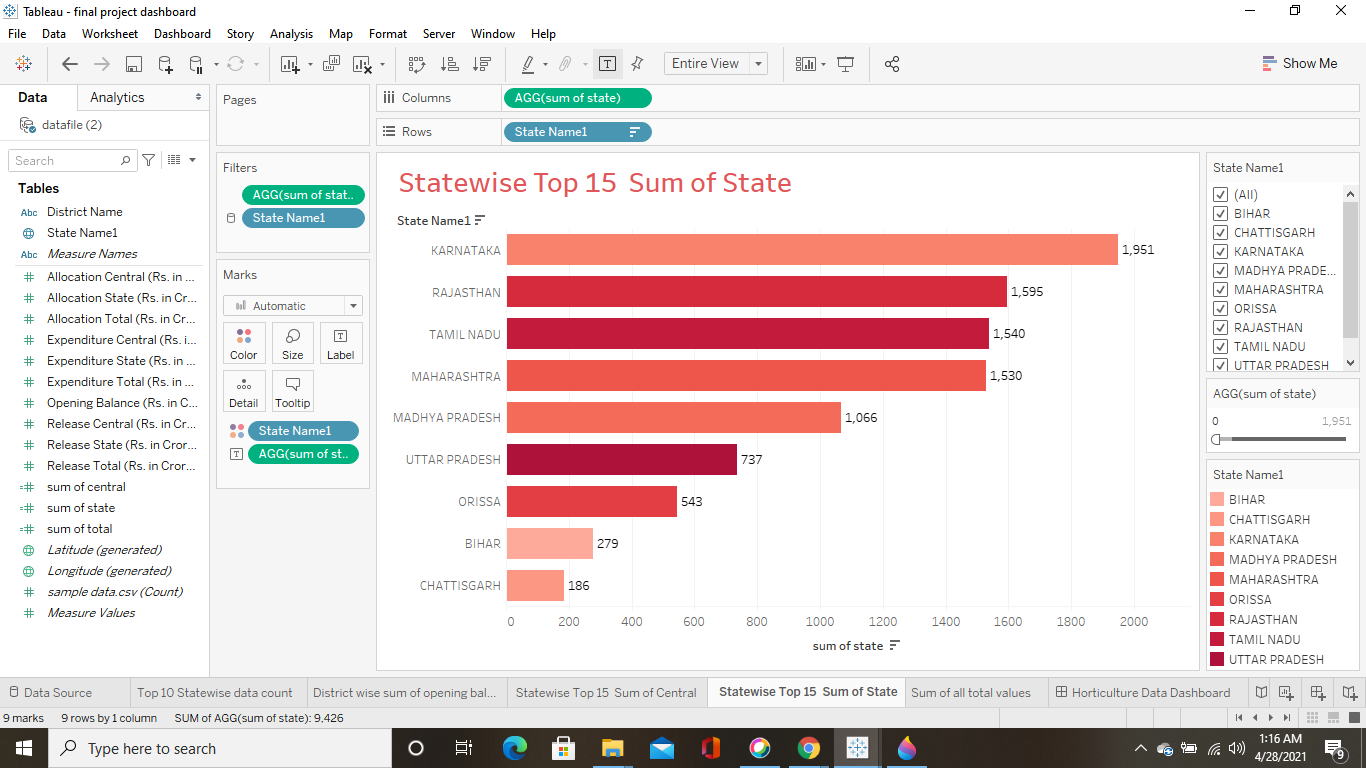 Tableau - final project dashboard
File Data Worksheet Dashboard Story Analysis Map Format Server Window Help
Entire View
Show Me
Data Analytics
datafile (2)
Search
Tables
Abc District Name
State Name1
Abc Measure Names
Allocation Central (Rs. in ...
Allocation State (Rs. in Cr...
Allocation Total (Rs. in Cr...
Expenditure Central (Rs. i...
Expenditure State (Rs. in ...
Expenditure Total (Rs. in ...
Opening Balance (Rs. in C...
Release Central (Rs. in Cr...
Release State (Rs. in Cror...
Release Total (Rs. in Cror...
sum of central
sum of state
sum of total
Latitude (generated)
Longitude (generated)
sample data.csv (Count)
Measure Values
Pages
Filters
AGG(sum of stat..
State Name1
Marks
Automatic
Color Size Label
Detail Tooltip
State Name1
AGG(sum of st..
Columns AGG(sum of state)
Rows State Name1
Statewise Top 15 Sum of State
State Name1
KARNATAKA 1,951
RAJASTHAN 1,595
TAMIL NADU 1,540
MAHARASHTRA 1,530
MADHYA PRADESH 1,066
UTTAR PRADESH 737
ORISSA 543
BIHAR 279
CHATTISGARH 186
0 200 400 600 800 1000 1200 1400 1600 1800 2000
sum of state
State Name1
(All)
BIHAR
CHATTISGARH
KARNATAKA
MADHYA PRADE...
MAHARASHTRA
ORISSA
RAJASTHAN
TAMIL NADU
UTTAR PRADESH
AGG(sum of state)
0 1,951
State Name1
BIHAR
CHATTISGARH
KARNATAKA
MADHYA PRADESH
MAHARASHTRA
ORISSA
RAJASTHAN
TAMIL NADU
UTTAR PRADESH
Data Source Top 10 Statewise data count District wise sum of opening bal... Statewise Top 15 Sum of Central Statewise Top 15 Sum of State Sum of all total values Horticulture Data Dashboard
9 marks 9 rows by 1 column SUM of AGG(sum of state): 9,426
Type here to search
1:16 AM
4/28/2021
9